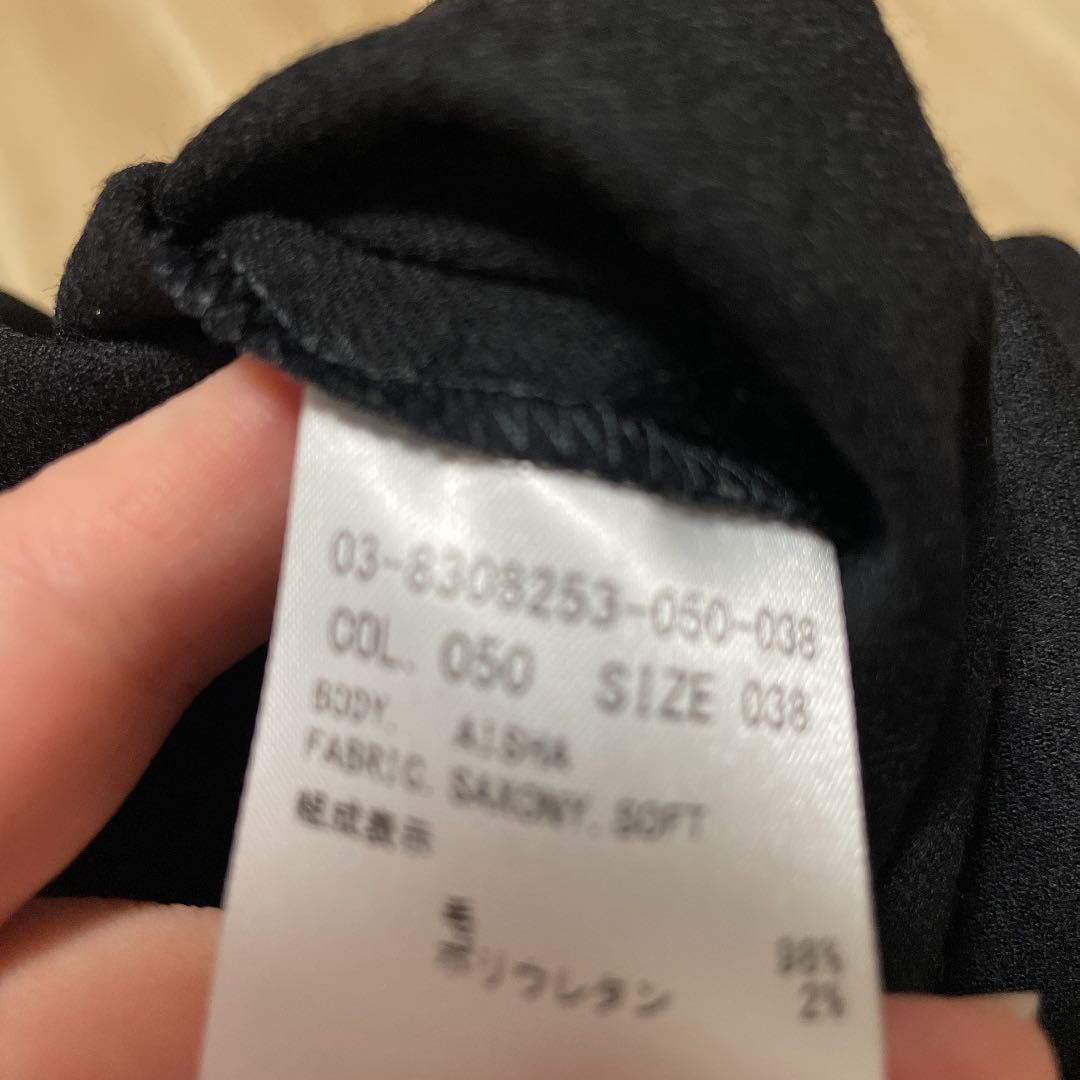 03-8308253-050-038
COL. 050 SIZE 038
BODY. AISHA
FABRIC. SAXONY.SOFT
組成表示
毛 98%
ポリウレタン 2%